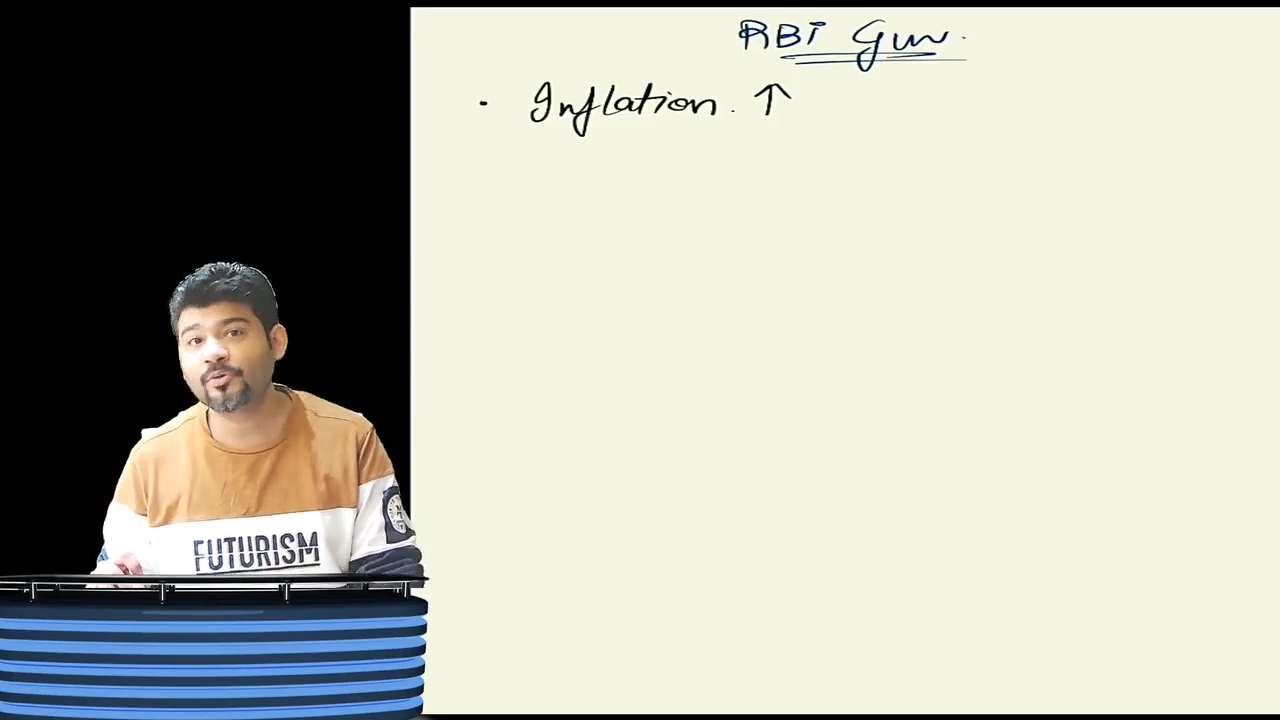 RBI Guv.
• Inflation. ↑
FUTURISM